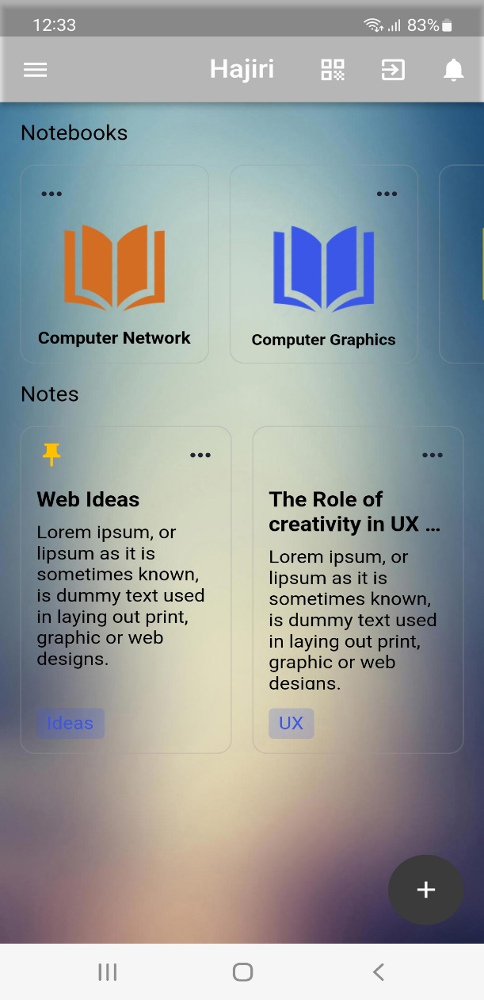 12:33
83%
Hajiri
Notebooks
Computer Network
Computer Graphics
Notes
Web Ideas
Lorem ipsum, or
lipsum as it is
sometimes known,
is dummy text used
in laying out print,
graphic or web
designs.
Ideas
The Role of
creativity in UX ...
Lorem ipsum, or
lipsum as it is
sometimes known,
is dummy text used
in laying out print,
graphic or web
designs.
UX